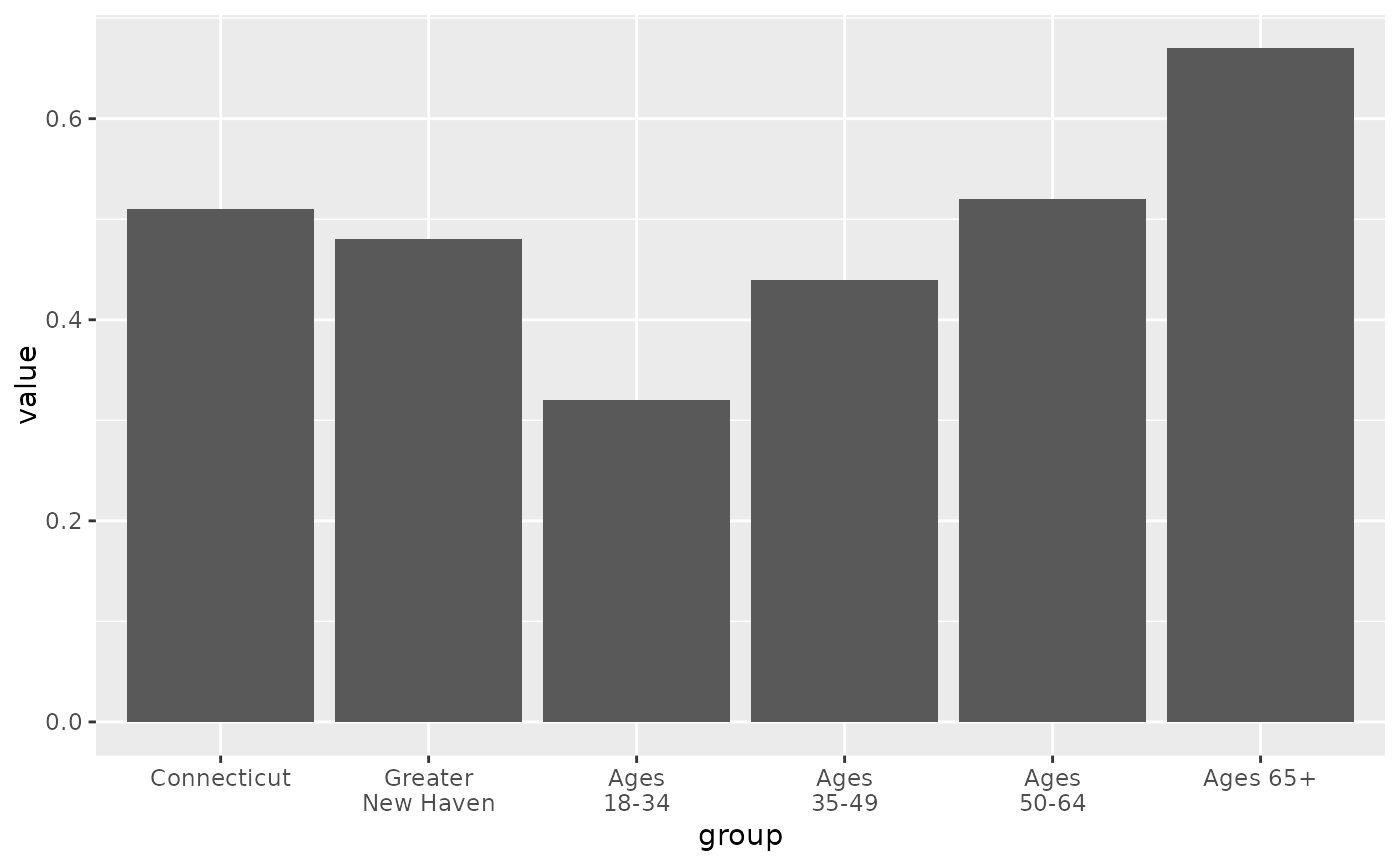 value
0.6
0.4
0.2
0.0
Connecticut
Greater
New Haven
Ages
18-34
Ages
35-49
Ages
50-64
Ages 65+
group